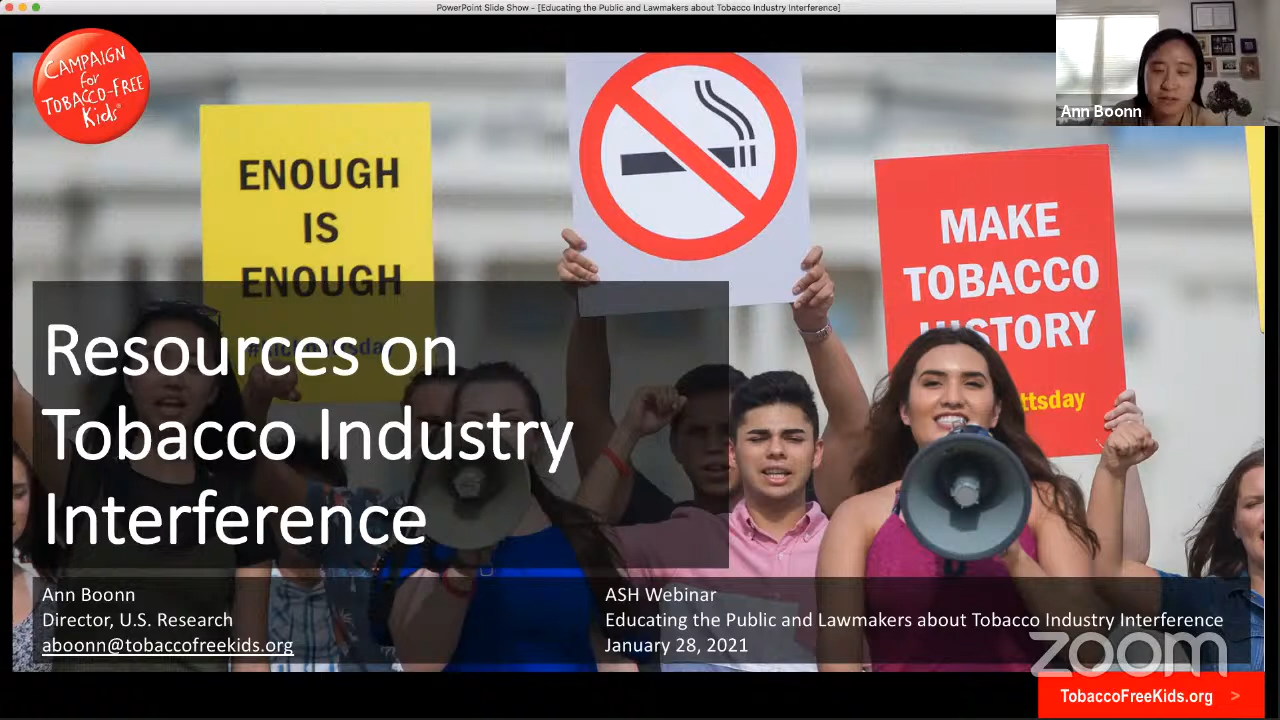 PowerPoint Slide Show - [Educating the Public and Lawmakers about Tobacco Industry Interference]
CAMPAIGN
for
TOBACCO-FREE
Kids®
Ann Boonn
ENOUGH
IS
ENOUGH
MAKE
TOBACCO
HISTORY
ttsday
Resources on
Tobacco Industry
Interference
Ann Boonn
Director, U.S. Research
aboonn@tobaccofreekids.org
ASH Webinar
Educating the Public and Lawmakers about Tobacco Industry Interference
January 28, 2021
zoom
TobaccoFreeKids.org >